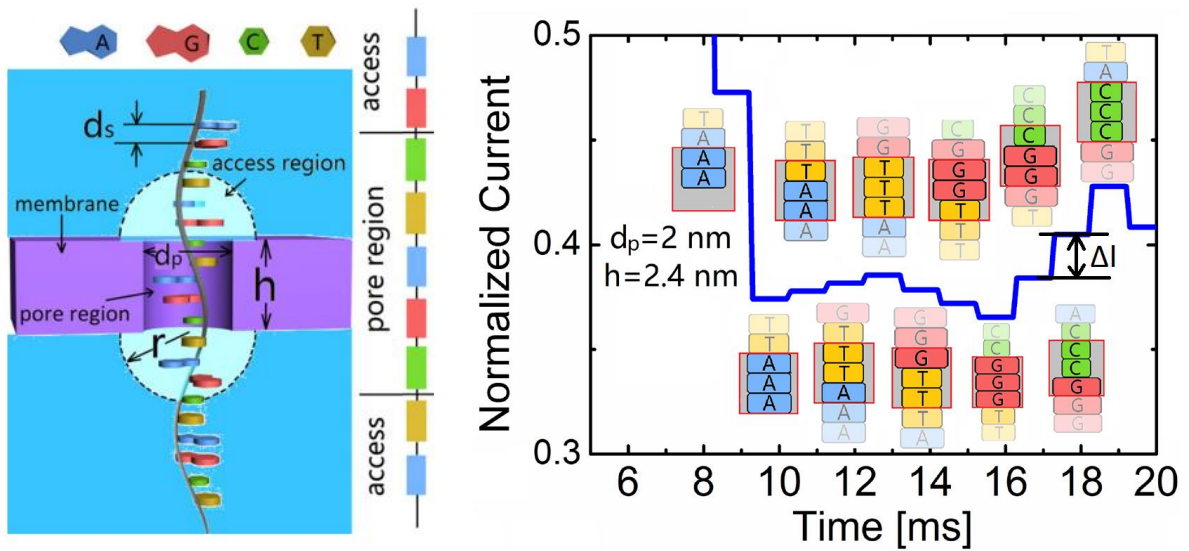 A G C T
dₛ
access region
membrane
dₚ
h
pore region
r
access
pore region
access
Normalized Current
0.5
0.4
0.3
6 8 10 12 14 16 18 20
Time [ms]
dₚ=2 nm
h=2.4 nm
ΔI
T
A
A
A
T
T
T
A
A
A
G
G
T
T
T
A
A
C
G
G
G
T
T
C
C
C
G
G
G
T
T
A
C
C
C
G
G
T
T
A
A
A
G
T
T
A
A
A
G
G
G
T
T
T
A
C
C
G
G
G
T
T
A
C
C
C
G
G
G